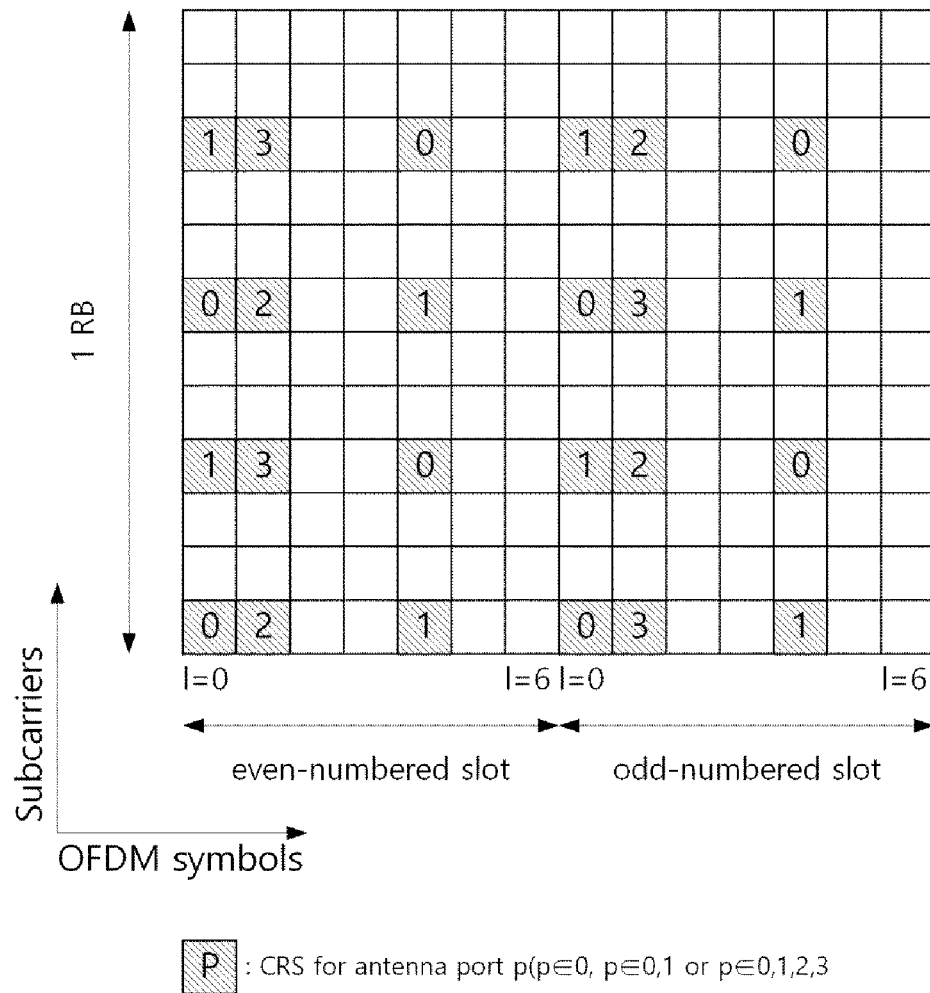 1 3 0 1 2 0
0 2 1 0 3 1
1 3 0 1 2 0
0 2 1 0 3 1
1 RB
l=0 l=6 l=0 l=6
even-numbered slot odd-numbered slot
Subcarriers
OFDM symbols
P : CRS for antenna port p(p∈0, p∈0,1 or p∈0,1,2,3